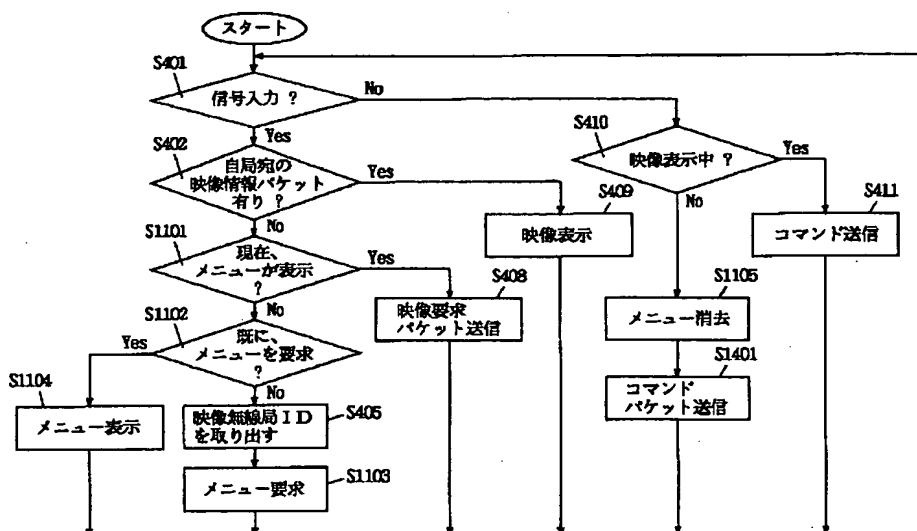 スタート
S401
信号入力 ?
No
Yes
S402
自局宛の
映像情報パケット
有り ?
Yes
No
S410
映像表示中 ?
Yes
No
S409
映像表示
S411
コマンド送信
S1101
現在、
メニューが表示
?
Yes
No
S408
映像要求
パケット送信
S1105
メニュー消去
S1102
既に、
メニューを要求
?
Yes
No
S1401
コマンド
パケット送信
S1104
メニュー表示
S405
映像無線局ID
を取り出す
S1103
メニュー要求